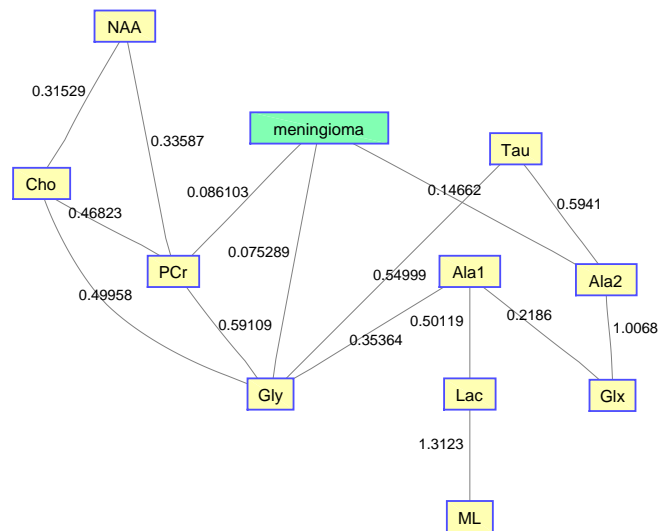 NAA
0.31529
meningioma
0.33587
Tau
Cho
0.086103
0.14662
0.5941
0.46823
0.075289
PCr
0.54999
Ala1
Ala2
0.49958
0.59109
0.35364
0.50119
0.2186
1.0068
Gly
Lac
Glx
1.3123
ML